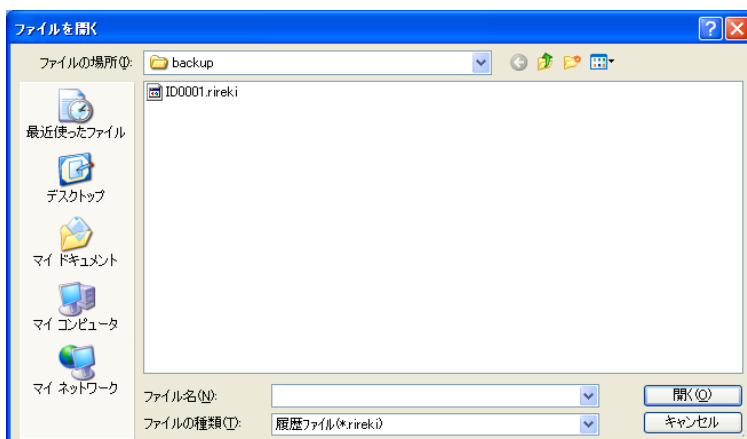 ファイルを開く
ファイルの場所(I):
backup
ID0001.rireki
最近使ったファイル
デスクトップ
マイ ドキュメント
マイ コンピュータ
マイ ネットワーク
ファイル名(N):
開く(O)
ファイルの種類(T):
履歴ファイル(*.rireki)
キャンセル